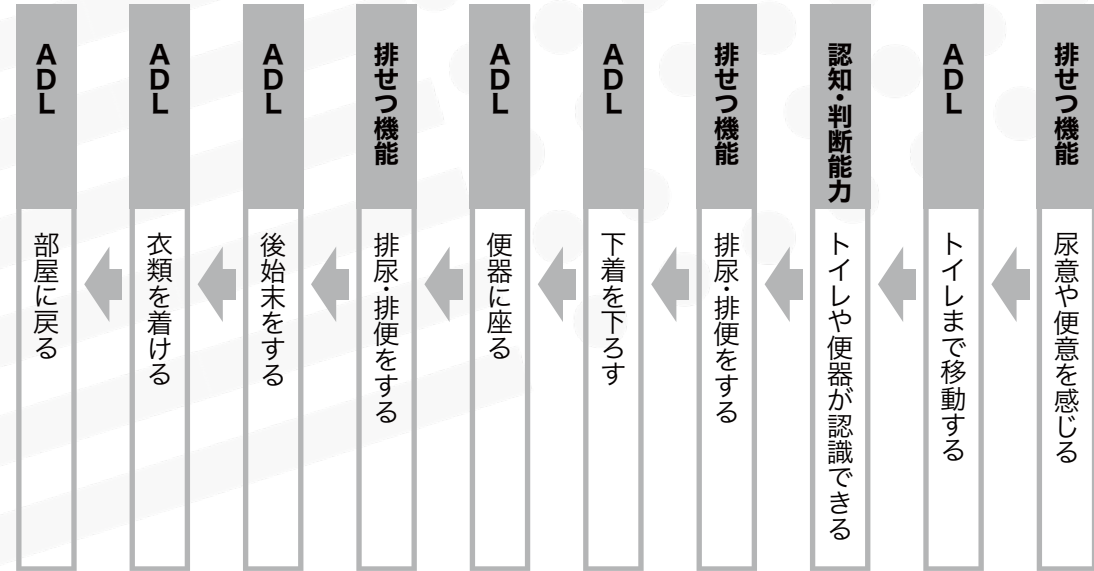 排せつ機能
尿意や便意を感じる
ADL
トイレまで移動する
認知・判断能力
トイレや便器が認識できる
排せつ機能
排尿・排便をする
ADL
下着を下ろす
ADL
便器に座る
排せつ機能
排尿・排便をする
ADL
後始末をする
ADL
衣類を着ける
ADL
部屋に戻る